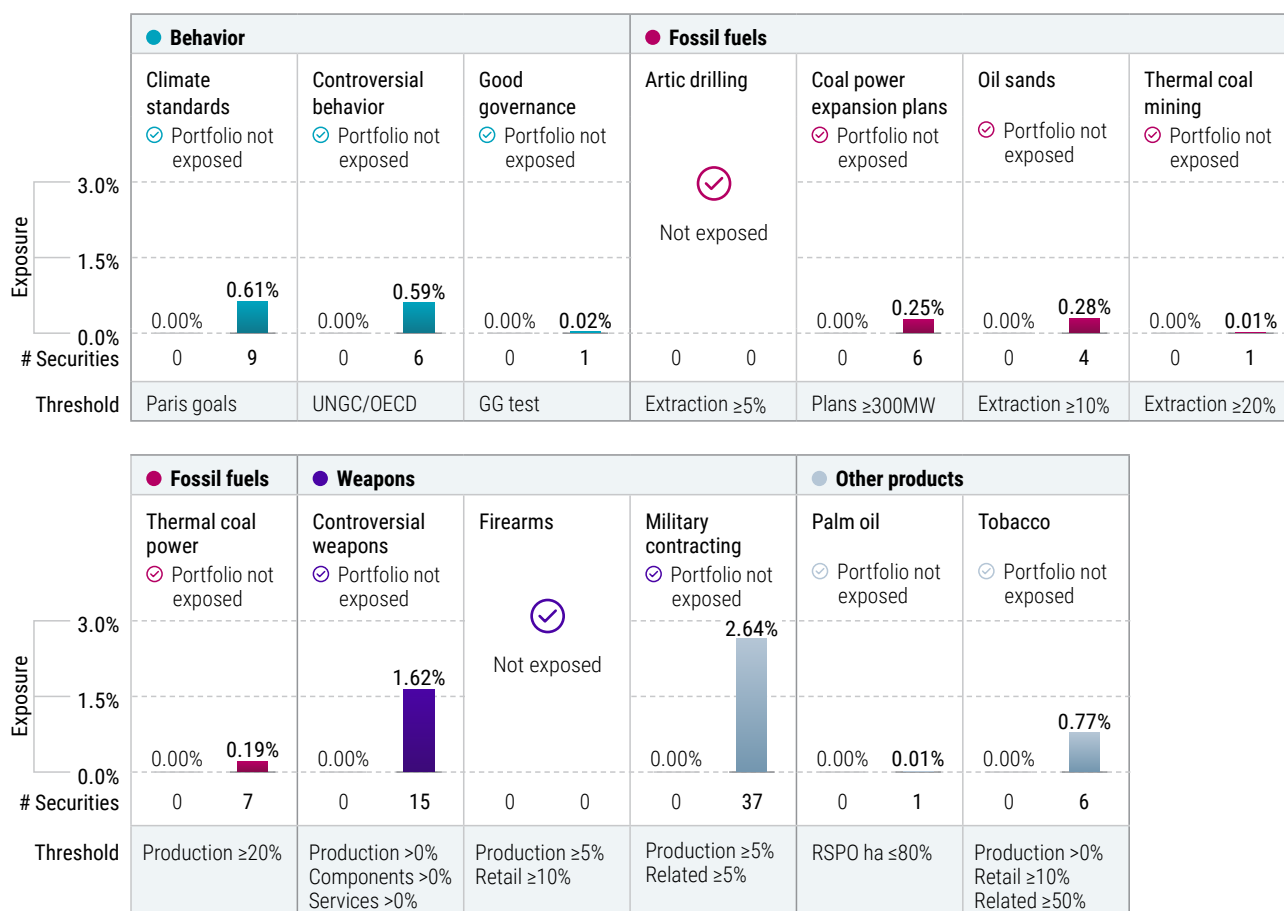 Behavior
Fossil fuels
Climate
standards
Portfolio not
exposed
Controversial
behavior
Portfolio not
exposed
Good
governance
Portfolio not
exposed
Artic drilling
Not exposed
Coal power
expansion plans
Portfolio not
exposed
Oil sands
Portfolio not
exposed
Thermal coal
mining
Portfolio not
exposed
Exposure
3.0%
1.5%
0.0%
0.00% 0.61% 0.00% 0.59% 0.00% 0.02% 0.00% 0.25% 0.00% 0.28% 0.00% 0.01%
# Securities 0 9 0 6 0 1 0 0 0 6 0 4 0 1
Threshold Paris goals UNGC/OECD GG test Extraction ≥5% Plans ≥300MW Extraction ≥10% Extraction ≥20%
Fossil fuels
Weapons
Other products
Thermal coal
power
Portfolio not
exposed
Controversial
weapons
Portfolio not
exposed
Firearms
Not exposed
Military
contracting
Portfolio not
exposed
Palm oil
Portfolio not
exposed
Tobacco
Portfolio not
exposed
Exposure
3.0%
1.5%
0.0%
0.00% 0.19% 0.00% 1.62% 0.00% 2.64% 0.00% 0.01% 0.00% 0.77%
# Securities 0 7 0 15 0 0 0 37 0 1 0 6
Threshold
Production ≥20%
Production >0%
Components >0%
Services >0%
Production ≥5%
Retail ≥10%
Production ≥5%
Related ≥5%
RSPO ha ≤80%
Production >0%
Retail ≥10%
Related ≥50%